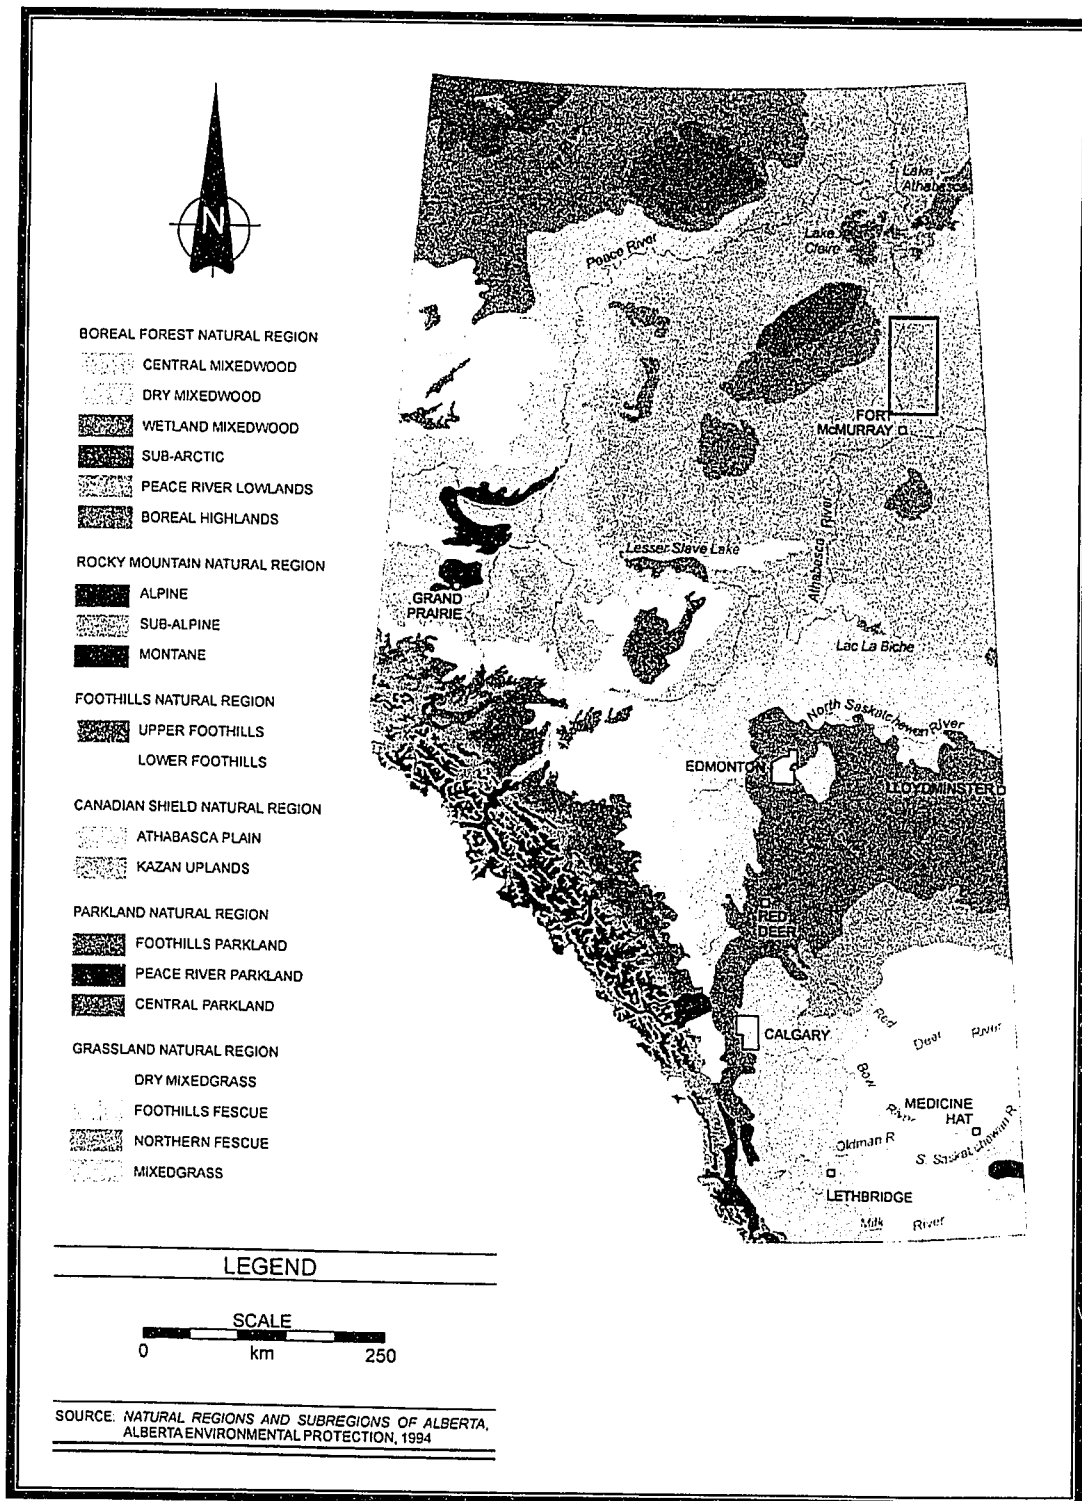 N
BOREAL FOREST NATURAL REGION
CENTRAL MIXEDWOOD
DRY MIXEDWOOD
WETLAND MIXEDWOOD
SUB-ARCTIC
PEACE RIVER LOWLANDS
BOREAL HIGHLANDS
ROCKY MOUNTAIN NATURAL REGION
ALPINE
SUB-ALPINE
MONTANE
FOOTHILLS NATURAL REGION
UPPER FOOTHILLS
LOWER FOOTHILLS
CANADIAN SHIELD NATURAL REGION
ATHABASCA PLAIN
KAZAN UPLANDS
PARKLAND NATURAL REGION
FOOTHILLS PARKLAND
PEACE RIVER PARKLAND
CENTRAL PARKLAND
GRASSLAND NATURAL REGION
DRY MIXEDGRASS
FOOTHILLS FESCUE
NORTHERN FESCUE
MIXEDGRASS
Lake
Athabasca
Lake
Claire
Peace River
FORT
McMURRAY
Athabasca River
Lesser Slave Lake
GRAND
PRAIRIE
Lac La Biche
North Saskatchewan River
EDMONTON
LLOYDMINSTER
RED
DEER
CALGARY
Red
Deer
River
Bow
River
MEDICINE
HAT
Oldman R
S. Saskatchewan R
LETHBRIDGE
Milk
River
LEGEND
SCALE
0
km
250
SOURCE: NATURAL REGIONS AND SUBREGIONS OF ALBERTA,
ALBERTA ENVIRONMENTAL PROTECTION, 1994